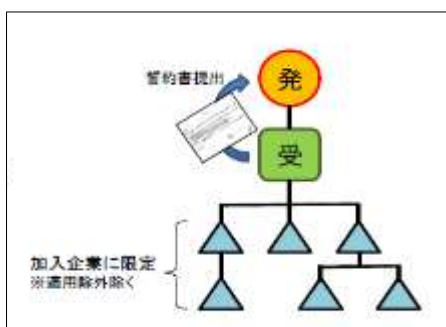 誓約書提出
発
受
加入企業に限定
※適用除外除く